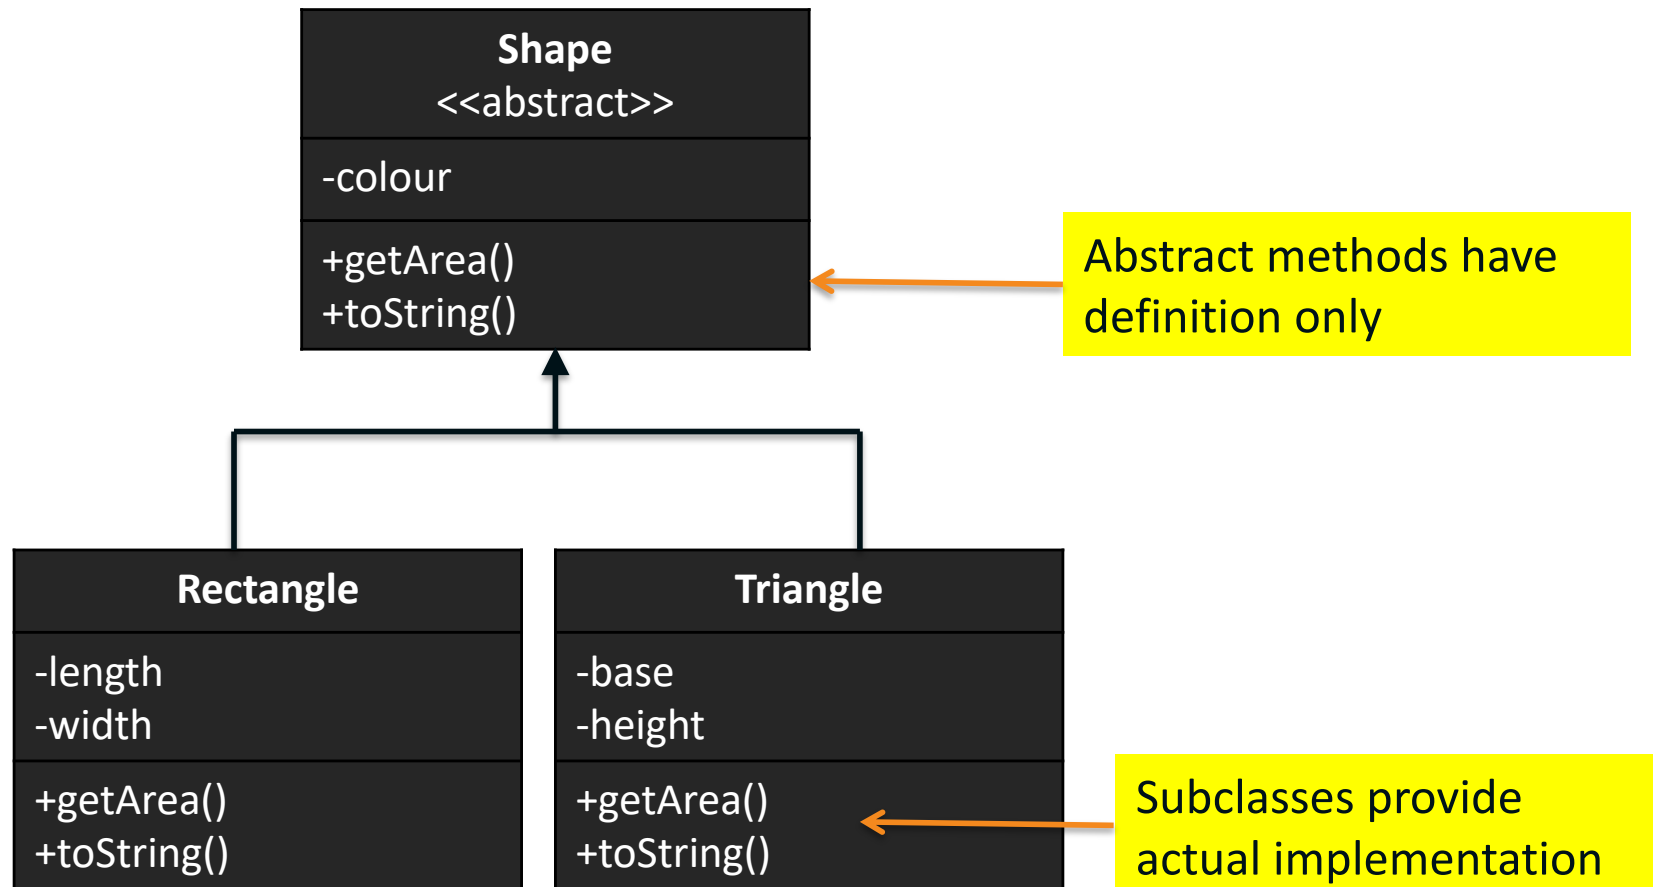 Shape
<<abstract>>
-colour
+getArea()
+toString()
Abstract methods have
definition only
Rectangle
-length
-width
+getArea()
+toString()
Triangle
-base
-height
+getArea()
+toString()
Subclasses provide
actual implementation